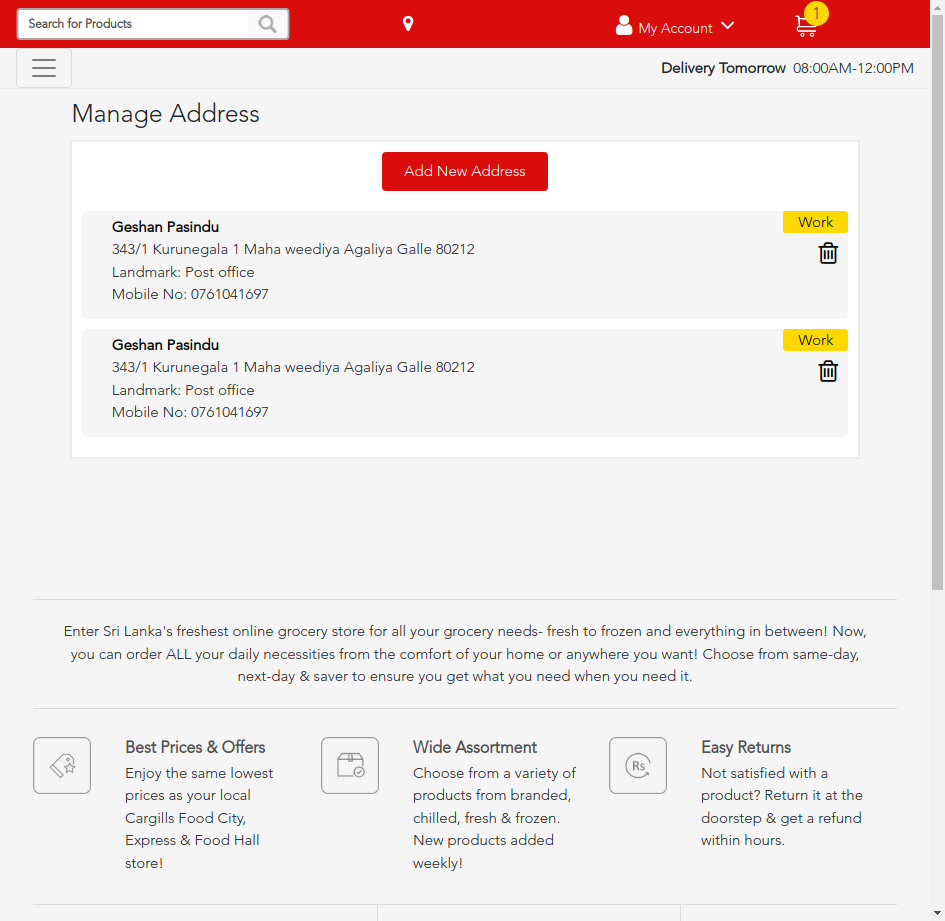 Search for Products
My Account
1
Delivery Tomorrow 08:00AM-12:00PM
Manage Address
Add New Address
Geshan Pasindu
Work
343/1 Kurunegala 1 Maha weediya Agaliya Galle 80212
Landmark: Post office
Mobile No: 0761041697
Geshan Pasindu
Work
343/1 Kurunegala 1 Maha weediya Agaliya Galle 80212
Landmark: Post office
Mobile No: 0761041697
Enter Sri Lanka's freshest online grocery store for all your grocery needs- fresh to frozen and everything in between! Now,
you can order ALL your daily necessities from the comfort of your home or anywhere you want! Choose from same-day,
next-day & saver to ensure you get what you need when you need it.
Best Prices & Offers
Enjoy the same lowest
prices as your local
Cargills Food City,
Express & Food Hall
store!
Wide Assortment
Choose from a variety of
products from branded,
chilled, fresh & frozen.
New products added
weekly!
Rs
Easy Returns
Not satisfied with a
product? Return it at the
doorstep & get a refund
within hours.